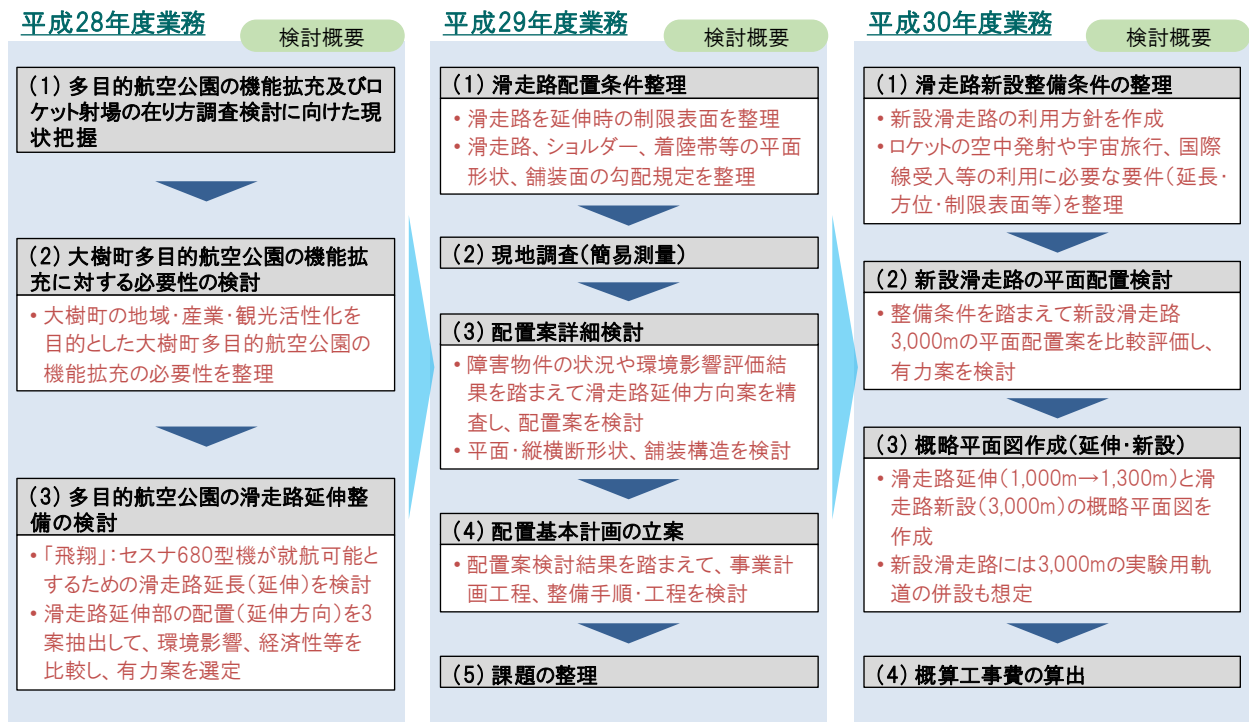 平成28年度業務
検討概要
(1) 多目的航空公園の機能拡充及びロ
ケット射場の在り方調査検討に向けた現
状把握
(2) 大樹町多目的航空公園の機能拡
充に対する必要性の検討
・大樹町の地域・産業・観光活性化を
目的とした大樹町多目的航空公園の
機能拡充の必要性を整理
(3) 多目的航空公園の滑走路延伸整
備の検討
・「飛翔」:セスナ680型機が就航可能と
するための滑走路延長(延伸)を検討
・滑走路延伸部の配置(延伸方向)を3
案抽出して、環境影響、経済性等を
比較し、有力案を選定
平成29年度業務
検討概要
(1) 滑走路配置条件整理
・滑走路を延伸時の制限表面を整理
・滑走路、ショルダー、着陸帯等の平面
形状、舗装面の勾配規定を整理
(2) 現地調査(簡易測量)
(3) 配置案詳細検討
・障害物件の状況や環境影響評価結
果を踏まえて滑走路延伸方向案を精
査し、配置案を検討
・平面・縦横断形状、舗装構造を検討
(4) 配置基本計画の立案
・配置案検討結果を踏まえて、事業計
画工程、整備手順・工程を検討
(5) 課題の整理
平成30年度業務
検討概要
(1) 滑走路新設整備条件の整理
・新設滑走路の利用方針を作成
・ロケットの空中発射や宇宙旅行、国際
線受入等の利用に必要な要件(延長・
方位・制限表面等)を整理
(2) 新設滑走路の平面配置検討
・整備条件を踏まえて新設滑走路
3,000mの平面配置案を比較評価し、
有力案を検討
(3) 概略平面図作成(延伸・新設)
・滑走路延伸(1,000m→1,300m)と滑
走路新設(3,000m)の概略平面図を
作成
・新設滑走路には3,000mの実験用軌
道の併設も想定
(4) 概算工事費の算出